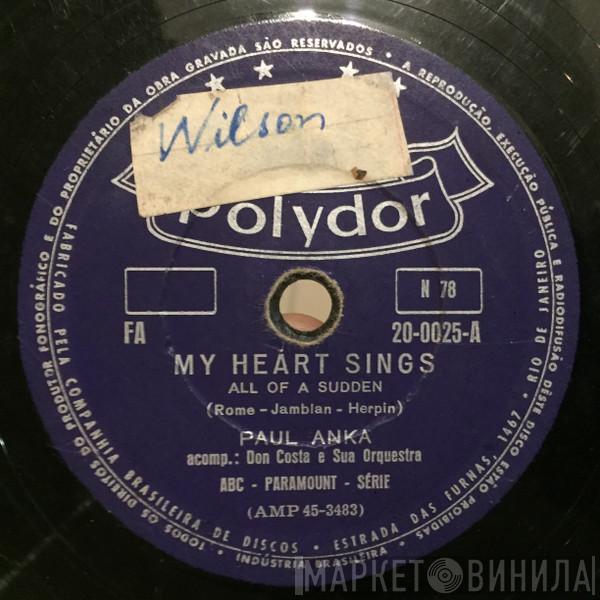 Wilson
Polydor
N 78
FA
20-0025-A
MY HEART SINGS
ALL OF A SUDDEN
(Rome - Jamblan - Herpin)
PAUL ANKA
acomp.: Don Costa e Sua Orquestra
ABC - PARAMOUNT - SÉRIE
(AMP 45-3483)
TODOS OS DIREITOS DO PRODUTOR FONOGRÁFICO E DO PROPRIETÁRIO DA OBRA GRAVADA SÃO RESERVADOS • A REPRODUÇÃO, EXECUÇÃO PÚBLICA E RADIODIFUSÃO DÊSTE DISCO ESTÃO PROIBIDAS
FABRICADO PELA COMPANHIA BRASILEIRA DE DISCOS • ESTRADA DAS FURNAS, 1467 • RIO DE JANEIRO
INDÚSTRIA BRASILEIRA
МАРКЕТ ВИНИЛА